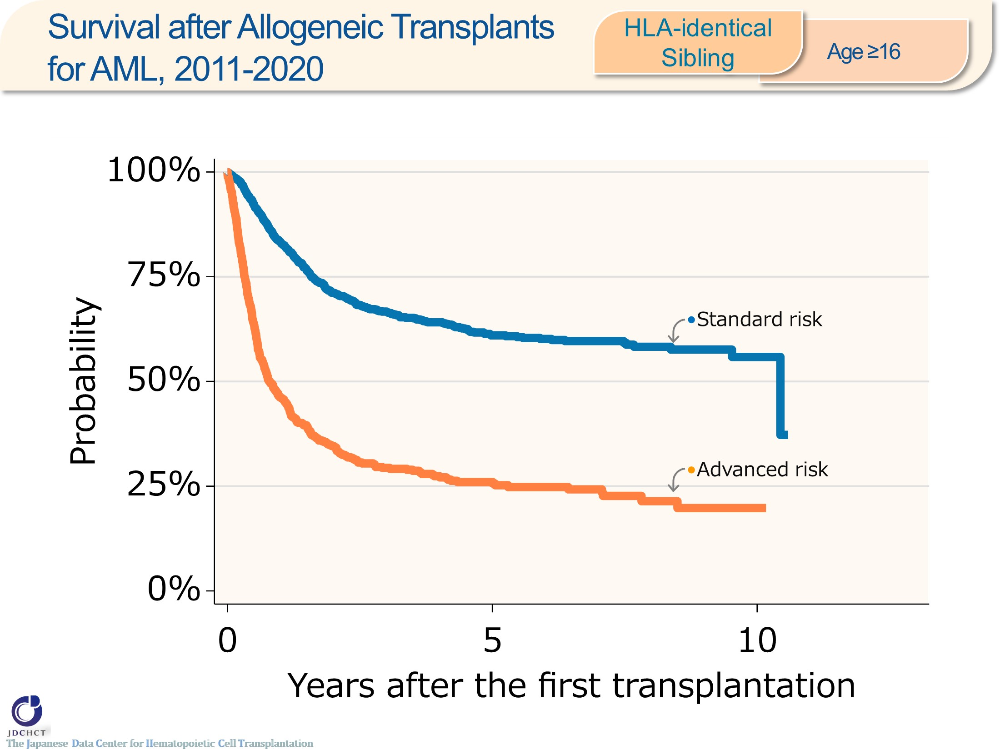 Survival after Allogeneic Transplants
for AML, 2011-2020
HLA-identical
Sibling
Age ≥16
100%
75%
50%
25%
0%
Probability
Standard risk
Advanced risk
0
5
10
Years after the first transplantation
JDCHCT
The Japanese Data Center for Hematopoietic Cell Transplantation